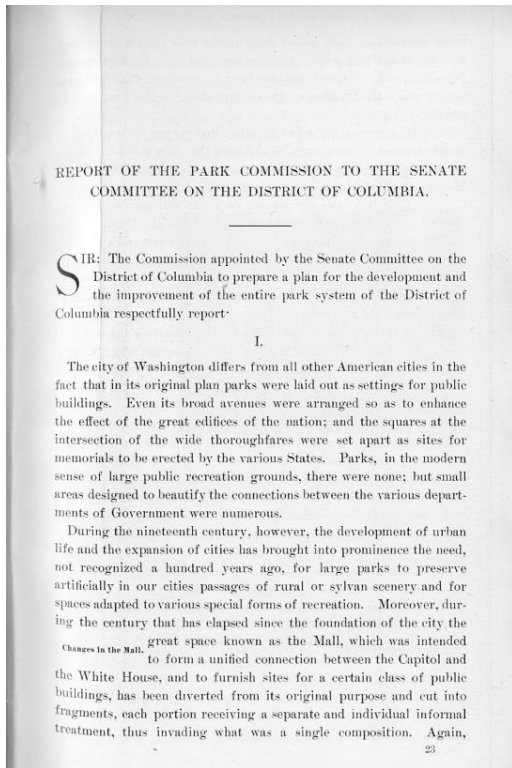 REPORT OF THE PARK COMMISSION TO THE SENATE
COMMITTEE ON THE DISTRICT OF COLUMBIA.
SIR: The Commission appointed by the Senate Committee on the
District of Columbia to prepare a plan for the development and
the improvement of the entire park system of the District of
Columbia respectfully report·
I.
The city of Washington differs from all other American cities in the
fact that in its original plan parks were laid out as settings for public
buildings. Even its broad avenues were arranged so as to enhance
the effect of the great edifices of the nation; and the squares at the
intersection of the wide thoroughfares were set apart as sites for
memorials to be erected by the various States. Parks, in the modern
sense of large public recreation grounds, there were none; but small
areas designed to beautify the connections between the various depart-
ments of Government were numerous.
During the nineteenth century, however, the development of urban
life and the expansion of cities has brought into prominence the need,
not recognized a hundred years ago, for large parks to preserve
artificially in our cities passages of rural or sylvan scenery and for
spaces adapted to various special forms of recreation. Moreover, dur-
ing the century that has elapsed since the foundation of the city the
great space known as the Mall, which was intended
Changes in the Mall.
to form a unified connection between the Capitol and
the White House, and to furnish sites for a certain class of public
buildings, has been diverted from its original purpose and cut into
fragments, each portion receiving a separate and individual informal
treatment, thus invading what was a single composition. Again,
23